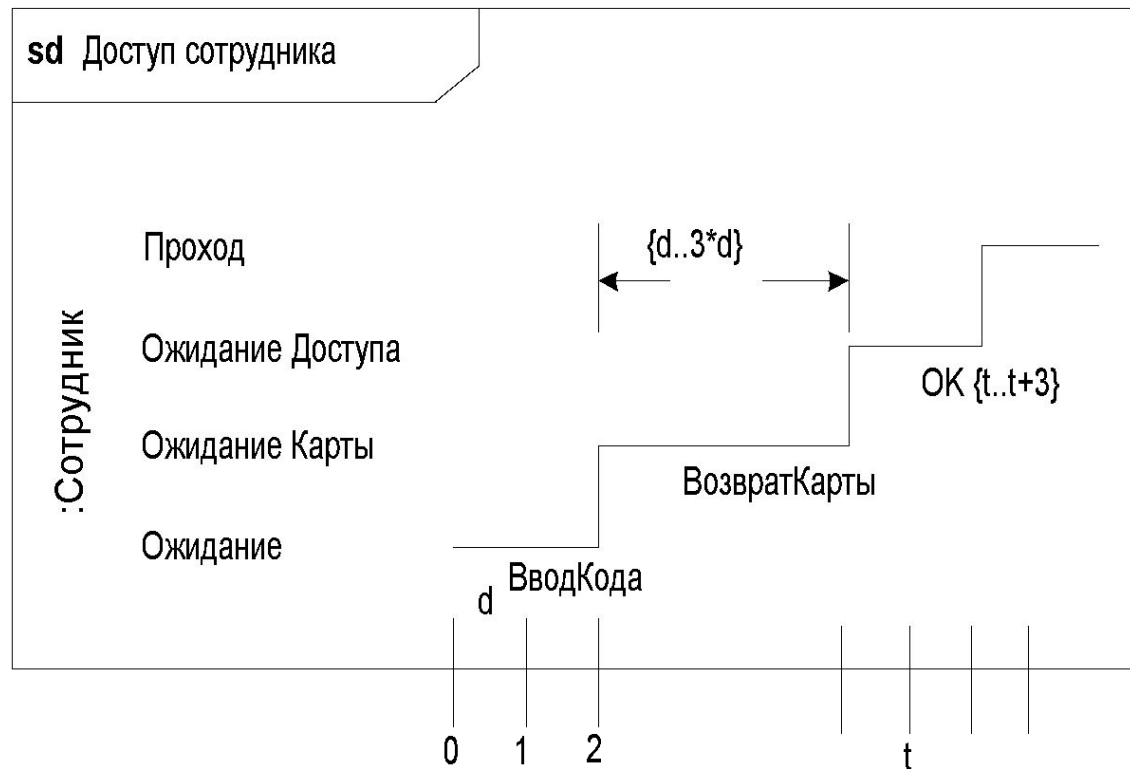 sd Доступ сотрудника
Проход
{d..3*d}
Ожидание Доступа
OK {t..t+3}
:Сотрудник
Ожидание Карты
ВозвратКарты
Ожидание
ВводКода
d
0 1 2 t